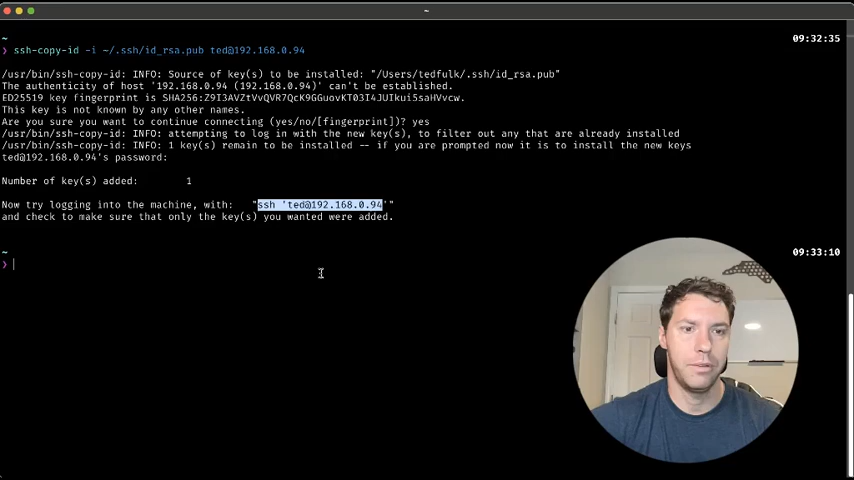 ~
~
09:32:35
❯ ssh-copy-id -i ~/.ssh/id_rsa.pub ted@192.168.0.94
/usr/bin/ssh-copy-id: INFO: Source of key(s) to be installed: "/Users/tedfulk/.ssh/id_rsa.pub"
The authenticity of host '192.168.0.94 (192.168.0.94)' can't be established.
ED25519 key fingerprint is SHA256:Z9I3AVZtVvQVR7QcK9GGuovKT03I4JUIkui5saHVvcw.
This key is not known by any other names.
Are you sure you want to continue connecting (yes/no/[fingerprint])? yes
/usr/bin/ssh-copy-id: INFO: attempting to log in with the new key(s), to filter out any that are already installed
/usr/bin/ssh-copy-id: INFO: 1 key(s) remain to be installed -- if you are prompted now it is to install the new keys
ted@192.168.0.94's password:
Number of key(s) added:        1
Now try logging into the machine, with:   "ssh 'ted@192.168.0.94'"
and check to make sure that only the key(s) you wanted were added.
~
09:33:10
❯